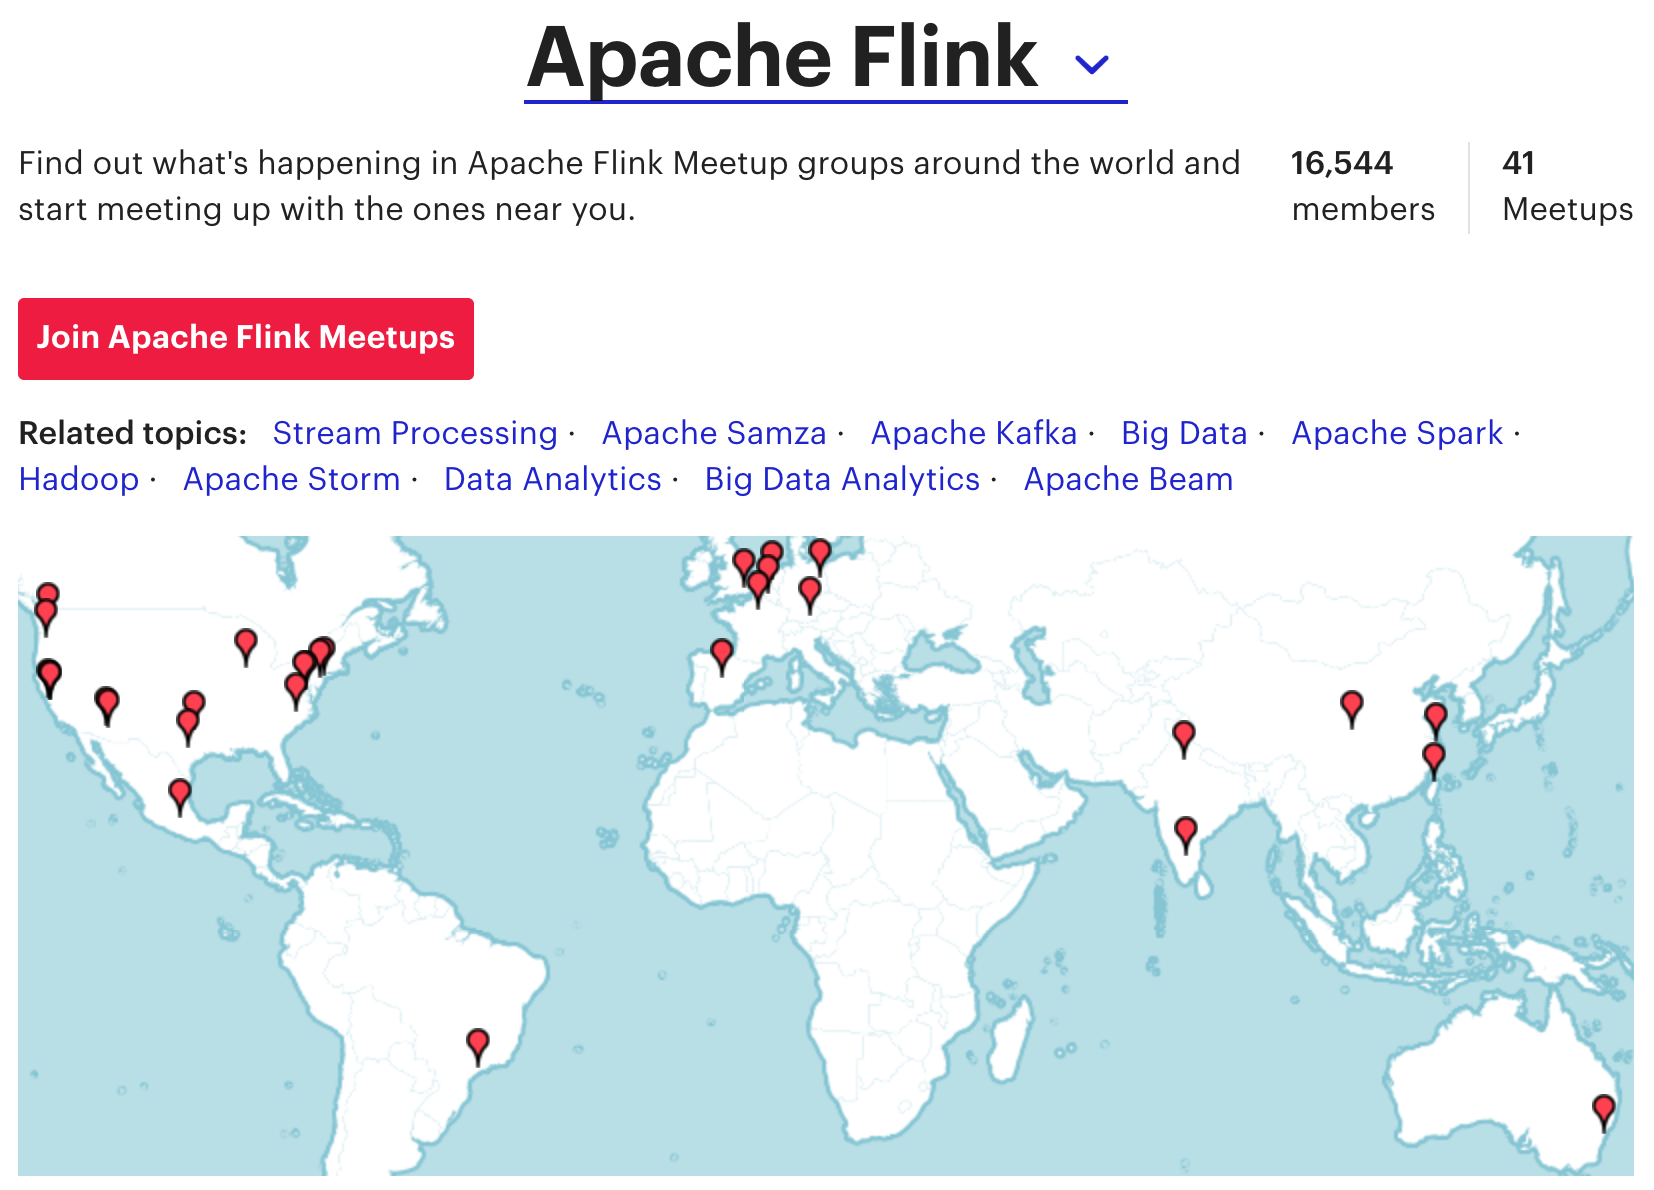 Apache Flink
Find out what's happening in Apache Flink Meetup groups around the world and
start meeting up with the ones near you.
16,544
members
41
Meetups
Join Apache Flink Meetups
Related topics: Stream Processing · Apache Samza · Apache Kafka · Big Data · Apache Spark ·
Hadoop · Apache Storm · Data Analytics · Big Data Analytics · Apache Beam